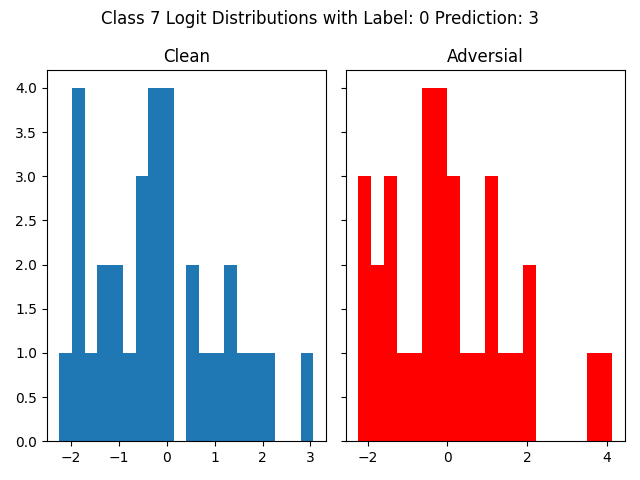 Class 7 Logit Distributions with Label: 0 Prediction: 3
Clean
Adversial
4.0
3.5
3.0
2.5
2.0
1.5
1.0
0.5
0.0
−2 −1 0 1 2 3
−2 0 2 4